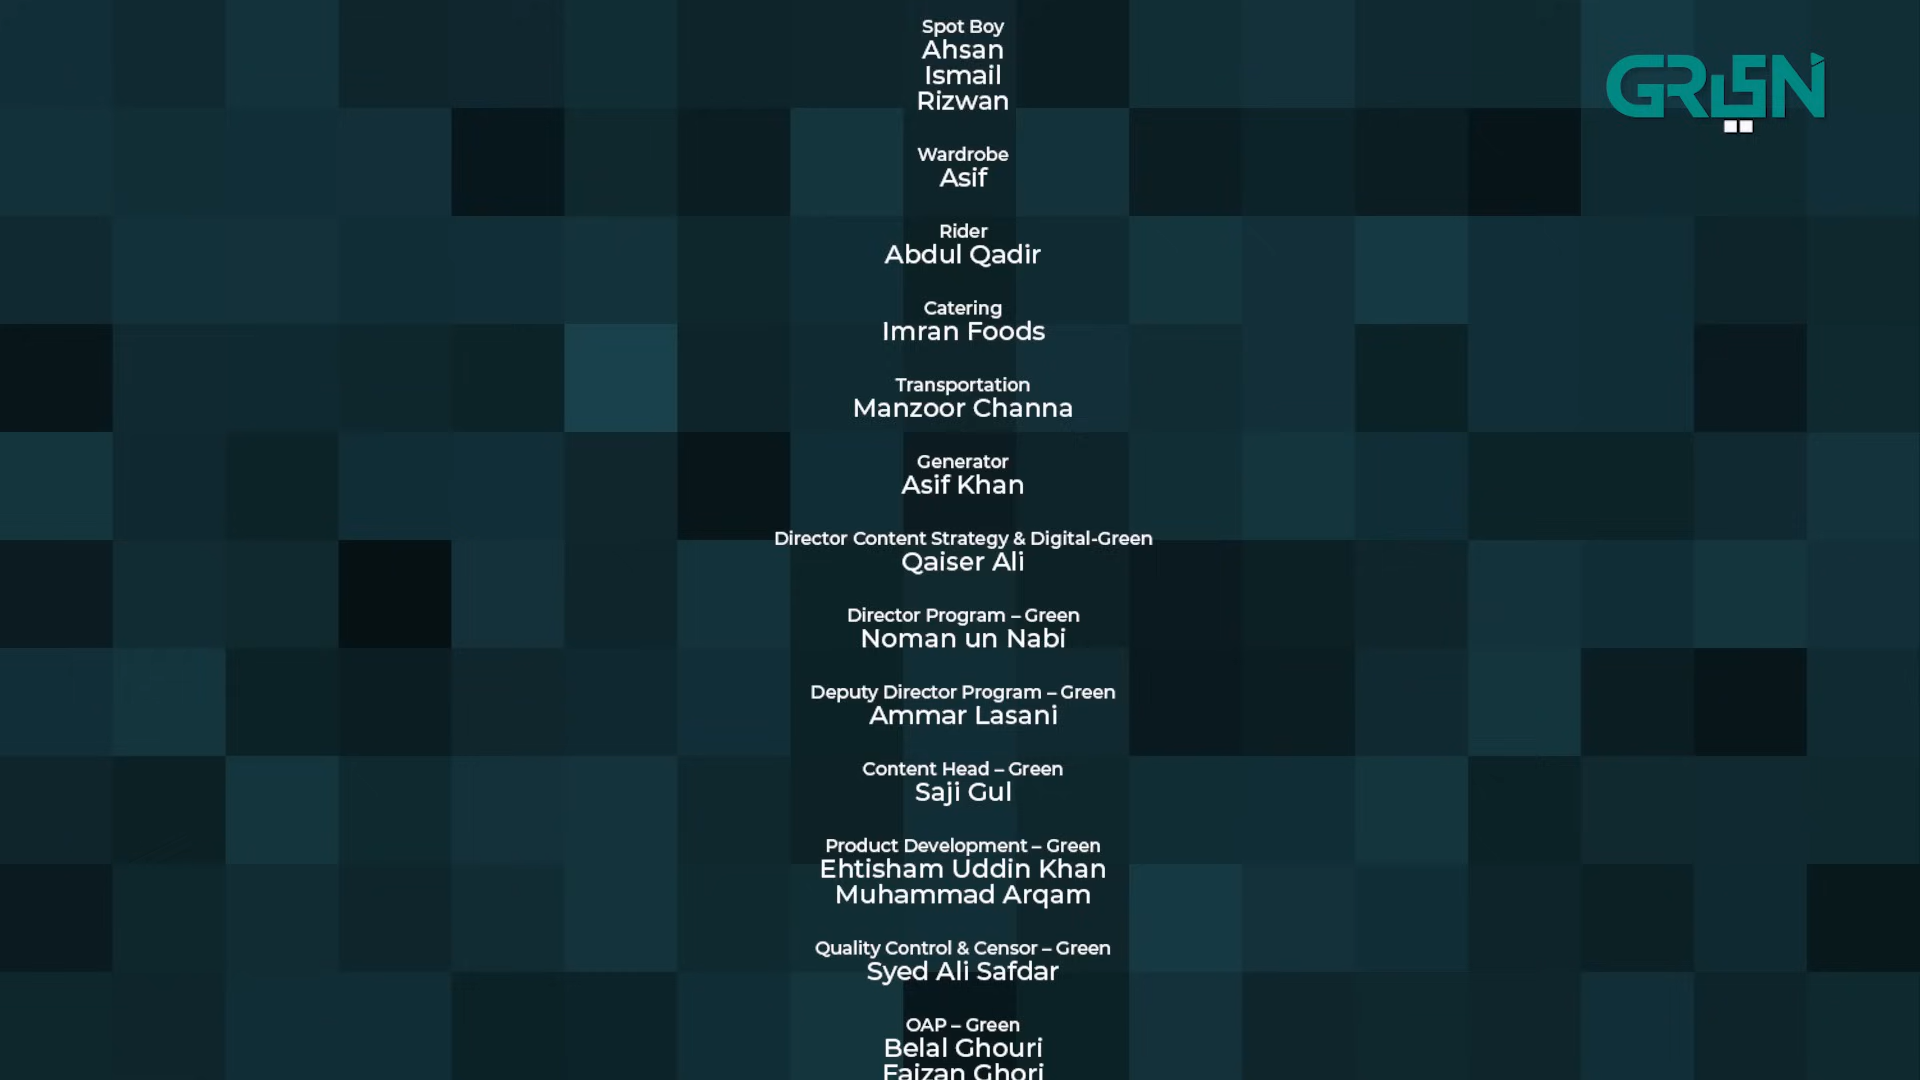 Spot Boy
Ahsan
Ismail
Rizwan
GREEN
Wardrobe
Asif
Rider
Abdul Qadir
Catering
Imran Foods
Transportation
Manzoor Channa
Generator
Asif Khan
Director Content Strategy & Digital-Green
Qaiser Ali
Director Program – Green
Noman un Nabi
Deputy Director Program – Green
Ammar Lasani
Content Head – Green
Saji Gul
Product Development – Green
Ehtisham Uddin Khan
Muhammad Arqam
Quality Control & Censor – Green
Syed Ali Safdar
OAP – Green
Belal Ghouri
Faizan Ghori